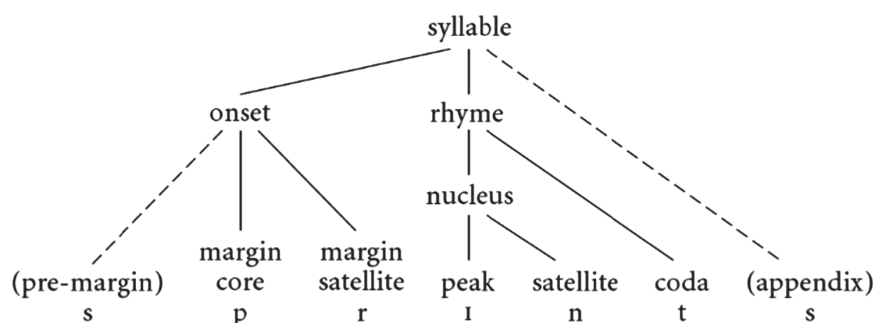 syllable
onset rhyme
nucleus
margin margin
(pre-margin) core satellite peak satellite coda (appendix)
s p r ɪ n t s